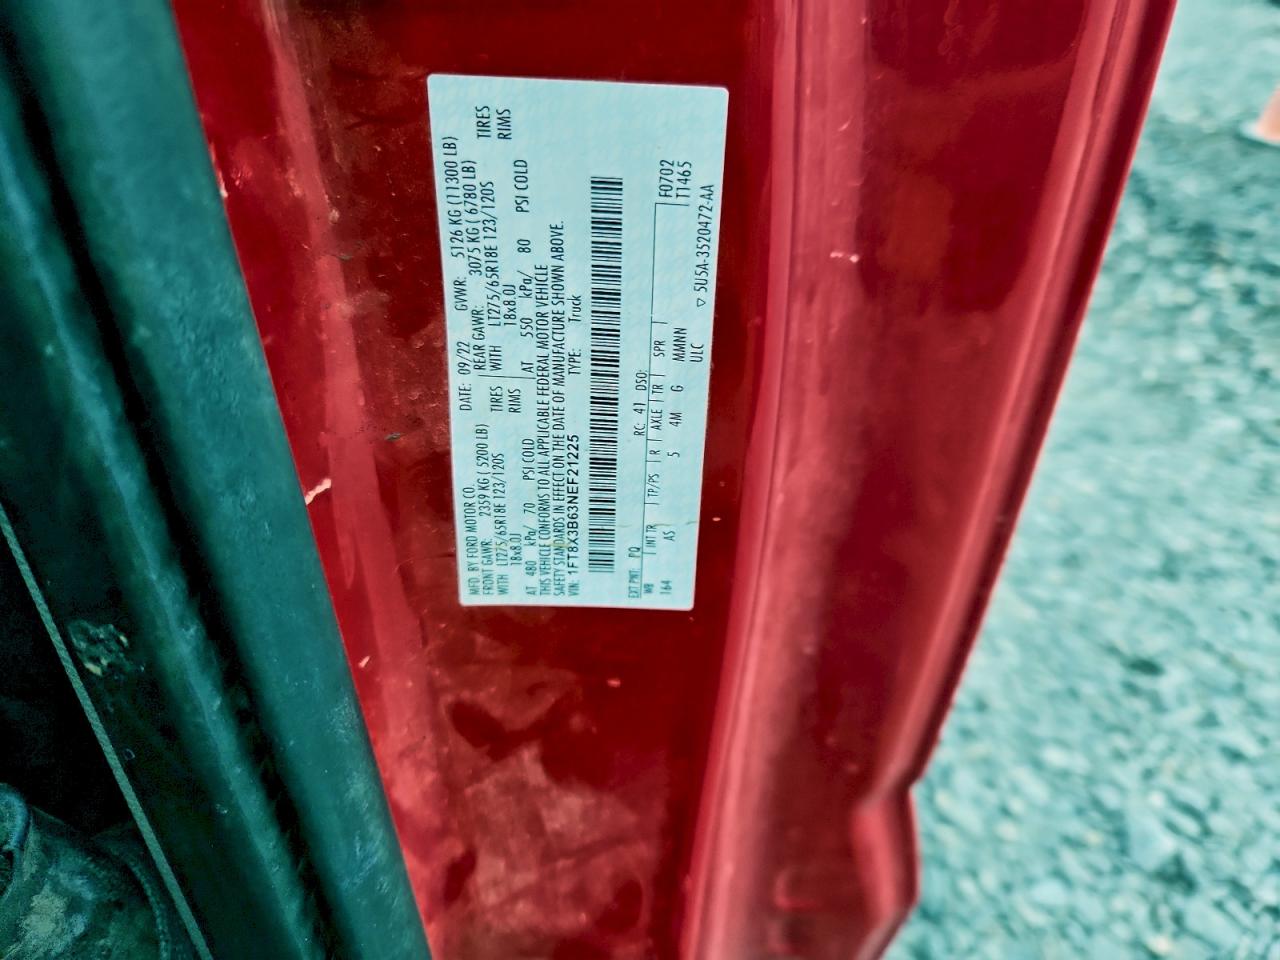 MFD. BY FORD MOTOR CO.
DATE: 09/22 GVWR: 5126 KG (11300 LB)
FRONT GAWR: 2359 KG ( 5200 LB)
REAR GAWR: 3075 KG ( 6780 LB)
WITH LT275/65R18E 123/120S TIRES
WITH LT275/65R18E 123/120S TIRES
18x8.0J RIMS
18x8.0J RIMS
AT 480 kPa/ 70 PSI COLD
AT 550 kPa/ 80 PSI COLD
THIS VEHICLE CONFORMS TO ALL APPLICABLE FEDERAL MOTOR VEHICLE
SAFETY STANDARDS IN EFFECT ON THE DATE OF MANUFACTURE SHOWN ABOVE.
VIN: 1FT8X3B63NEF21225 TYPE: Truck
EXT PNT: PQ RC: 41 DSO:
WB INT TR TP/PS R AXLE TR SPR F0702
164 AS 5 4M G MMNN T1465
ULC
▽ 5U5A-3520472-AA